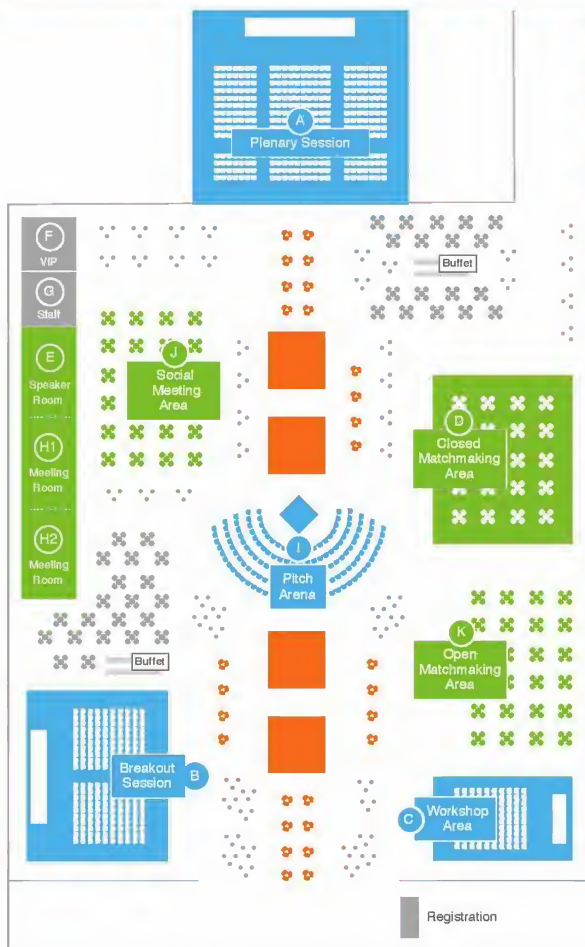 A
Plenary Session
F
VIP
G
Staff
E
Speaker
Room
H1
Meeting
Room
H2
Meeting
Room
Buffet
J
Social
Meeting
Area
D
Closed
Matchmaking
Area
I
Pitch
Arena
K
Open
Matchmaking
Area
Buffet
Breakout
Session
B
C
Workshop
Area
Registration